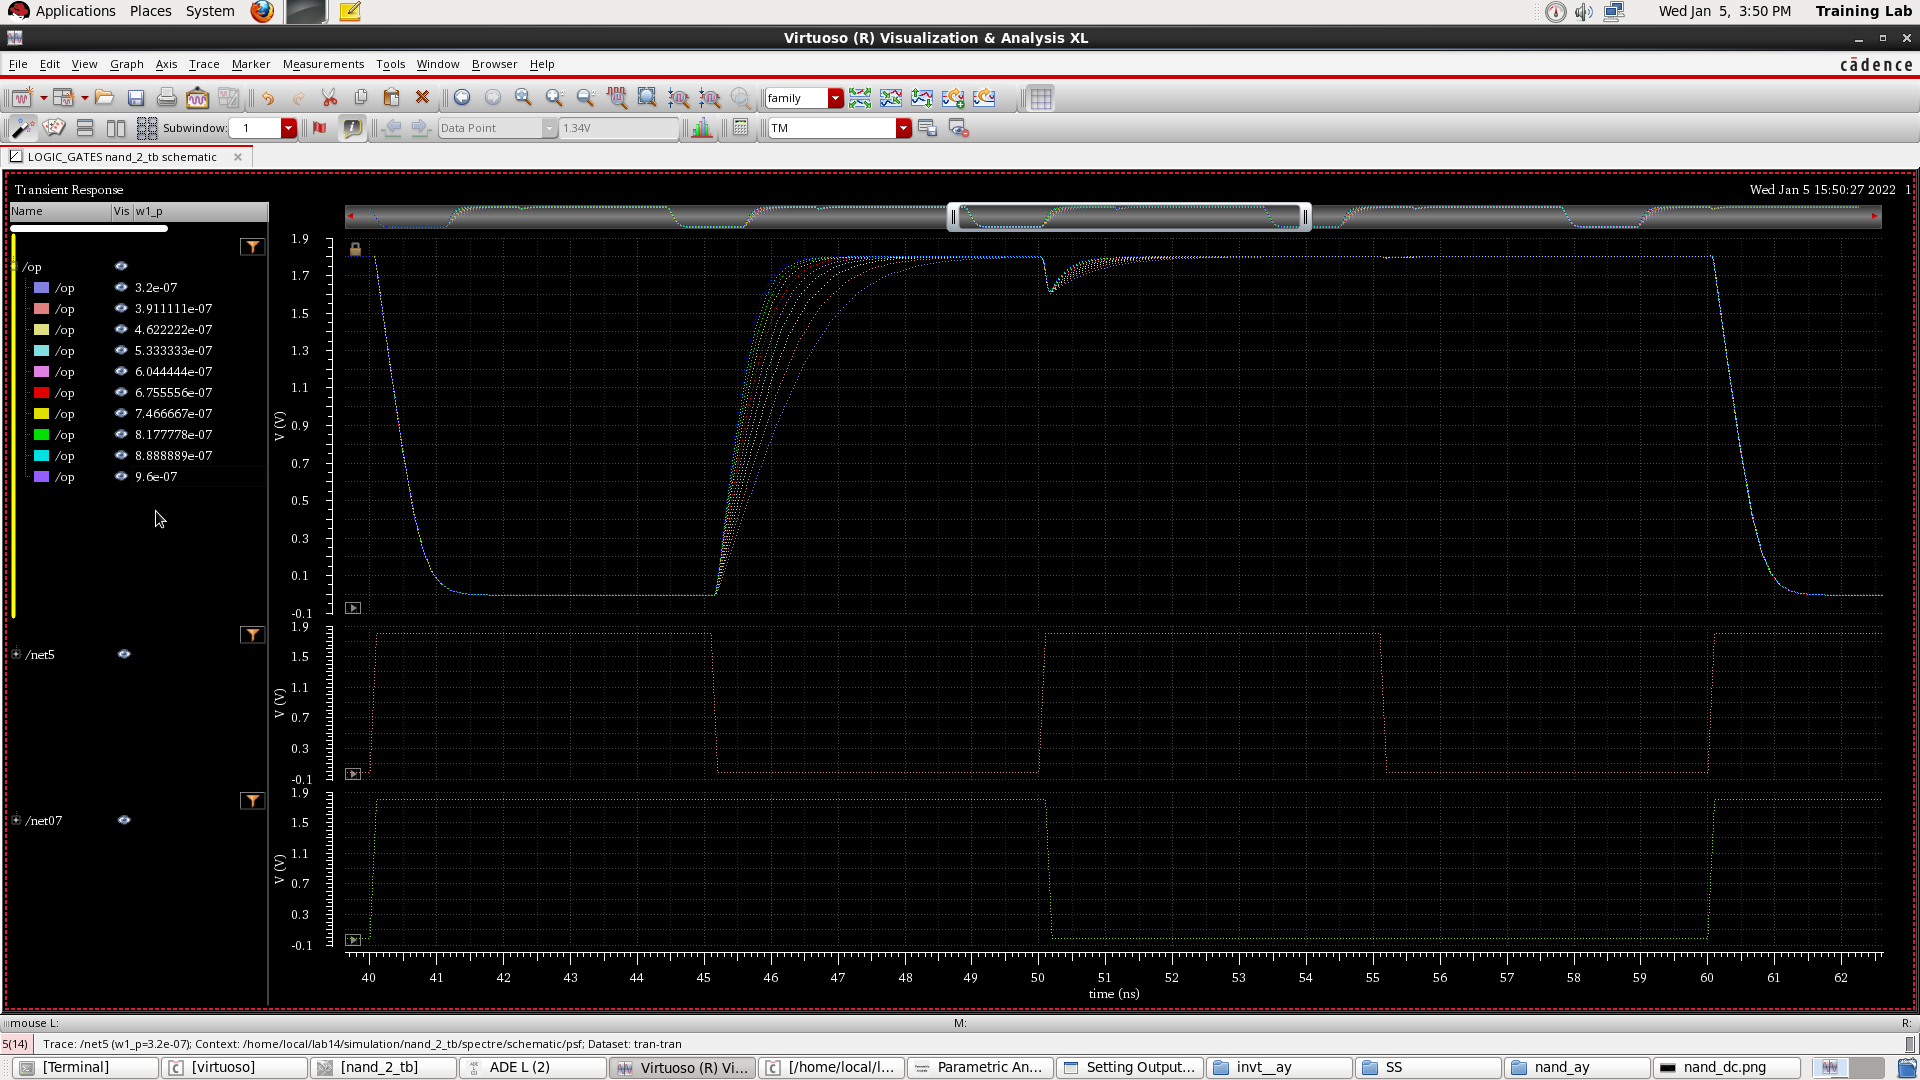 Applications Places System Wed Jan 5, 3:50 PM Training Lab
Virtuoso (R) Visualization & Analysis XL
File Edit View Graph Axis Trace Marker Measurements Tools Window Browser Help cādence
family
Subwindow: 1 Data Point 1.34V TM
LOGIC_GATES nand_2_tb schematic
Transient Response Wed Jan 5 15:50:27 2022 1
Name Vis w1_p
/op
/op 3.2e-07
/op 3.911111e-07
/op 4.622222e-07
/op 5.333333e-07
/op 6.044444e-07
/op 6.755556e-07
/op 7.466667e-07
/op 8.177778e-07
/op 8.888889e-07
/op 9.6e-07
1.9
1.7
1.5
1.3
1.1
0.9
0.7
0.5
0.3
0.1
-0.1
V (V)
/net5
1.9
1.5
1.1
0.7
0.3
-0.1
V (V)
/net07
1.9
1.5
1.1
0.7
0.3
-0.1
V (V)
40 41 42 43 44 45 46 47 48 49 50 51 52 53 54 55 56 57 58 59 60 61 62
time (ns)
mouse L: M: R:
5(14) Trace: /net5 (w1_p=3.2e-07); Context: /home/local/lab14/simulation/nand_2_tb/spectre/schematic/psf; Dataset: tran-tran
[Terminal] [virtuoso] [nand_2_tb] ADE L (2) Virtuoso (R) Vi... [/home/local/l... Parametric An... Setting Output... invt__ay SS nand_ay nand_dc.png